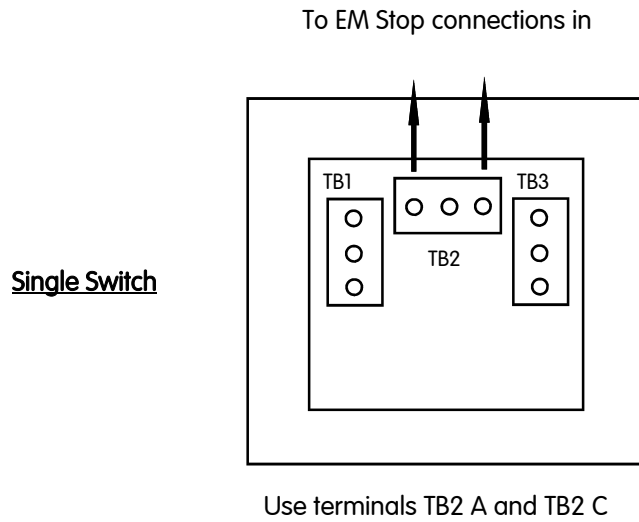 To EM Stop connections in
TB1
TB3
TB2
Single Switch
Use terminals TB2 A and TB2 C